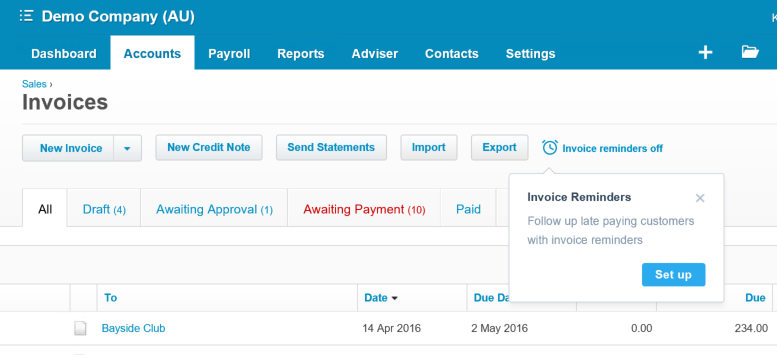 Demo Company (AU)
Dashboard Accounts Payroll Reports Adviser Contacts Settings
Sales ›
Invoices
New Invoice New Credit Note Send Statements Import Export Invoice reminders off
Invoice Reminders
Follow up late paying customers
with invoice reminders
Set up
All Draft (4) Awaiting Approval (1) Awaiting Payment (10) Paid
To Date Due Due
Bayside Club 14 Apr 2016 2 May 2016 0.00 234.00